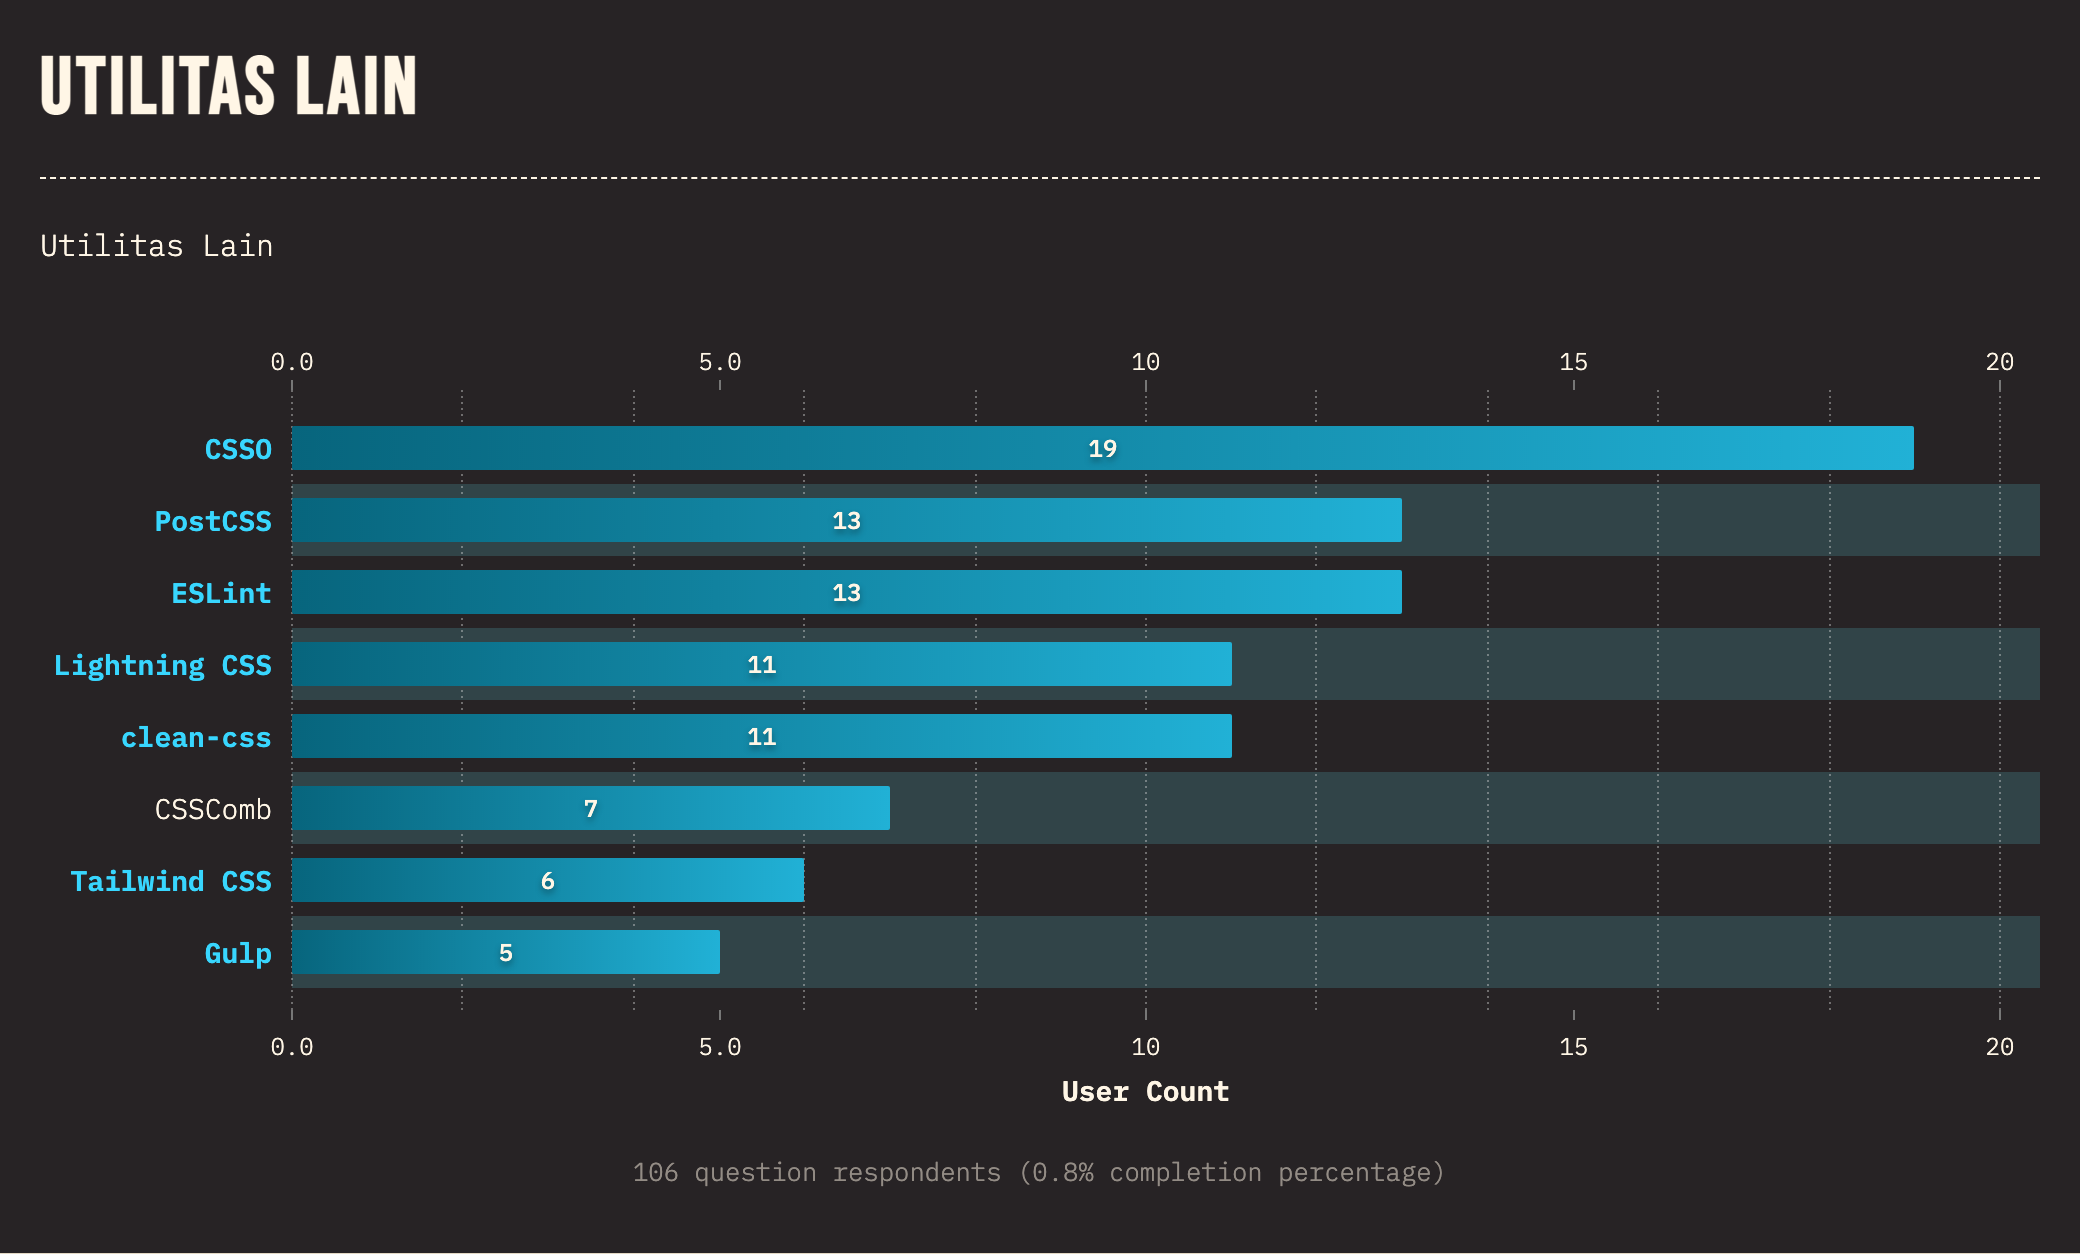 UTILITAS LAIN
Utilitas Lain
0.0 5.0 10 15 20
CSSO 19
PostCSS 13
ESLint 13
Lightning CSS 11
clean-css 11
CSSComb 7
Tailwind CSS 6
Gulp 5
0.0 5.0 10 15 20
User Count
106 question respondents (0.8% completion percentage)